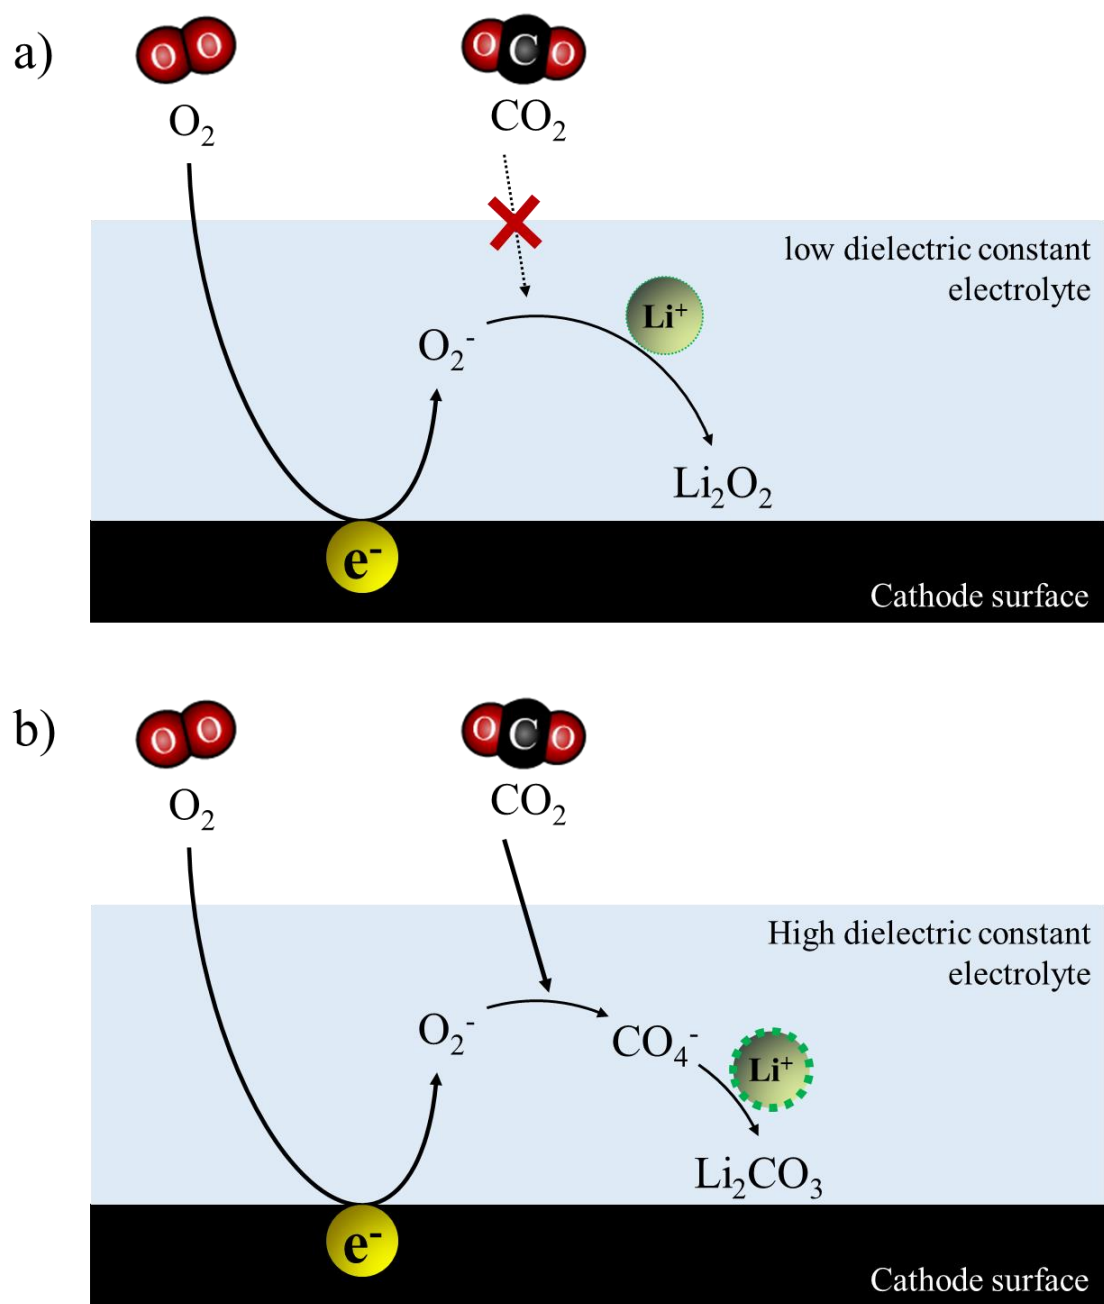 a)
O O
O C O
O₂
CO₂
low dielectric constant
electrolyte
Li⁺
O₂⁻
Li₂O₂
e⁻
Cathode surface
b)
O O
O C O
O₂
CO₂
High dielectric constant
electrolyte
O₂⁻
CO₄⁻
Li⁺
Li₂CO₃
e⁻
Cathode surface